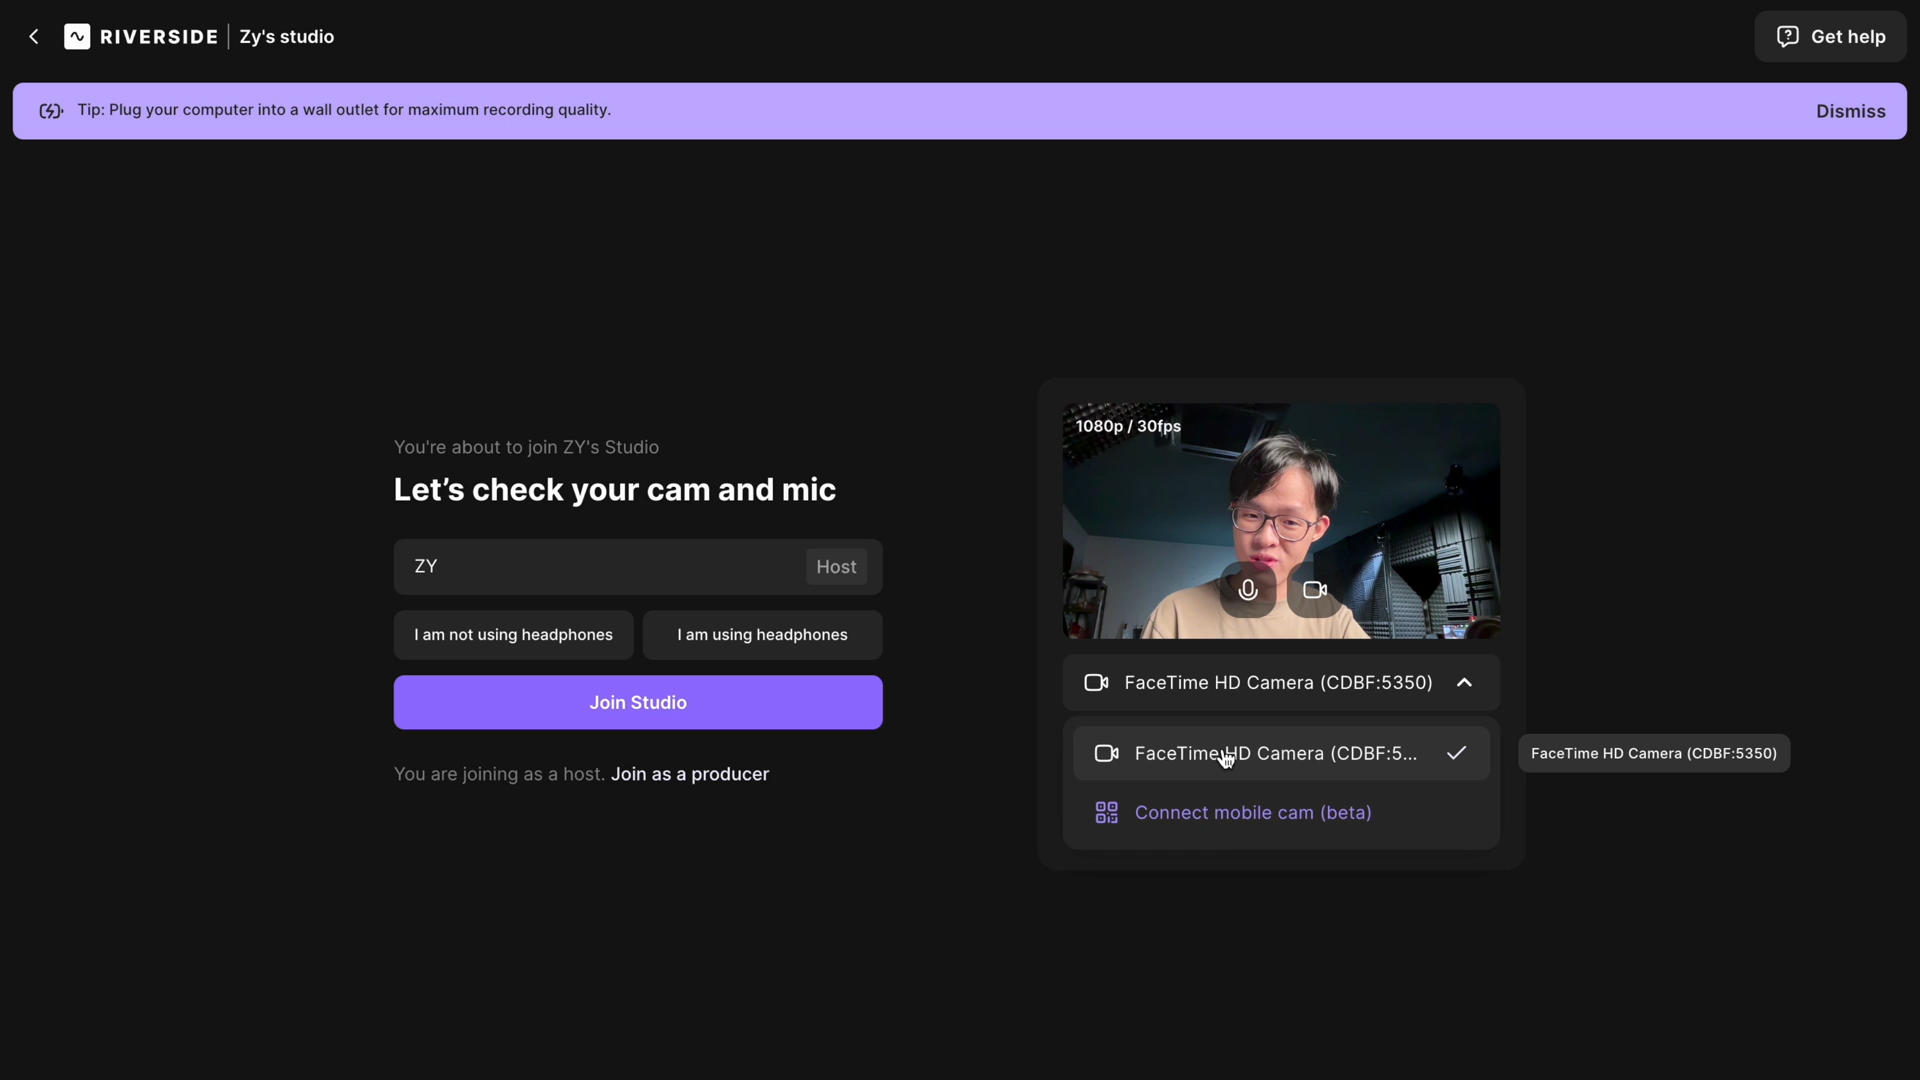 RIVERSIDE
Zy's studio
Get help
Tip: Plug your computer into a wall outlet for maximum recording quality.
Dismiss
You're about to join ZY's Studio
Let’s check your cam and mic
ZY
Host
I am not using headphones
I am using headphones
Join Studio
You are joining as a host. Join as a producer
1080p / 30fps
FaceTime HD Camera (CDBF:5350)
FaceTime HD Camera (CDBF:5...
FaceTime HD Camera (CDBF:5350)
Connect mobile cam (beta)